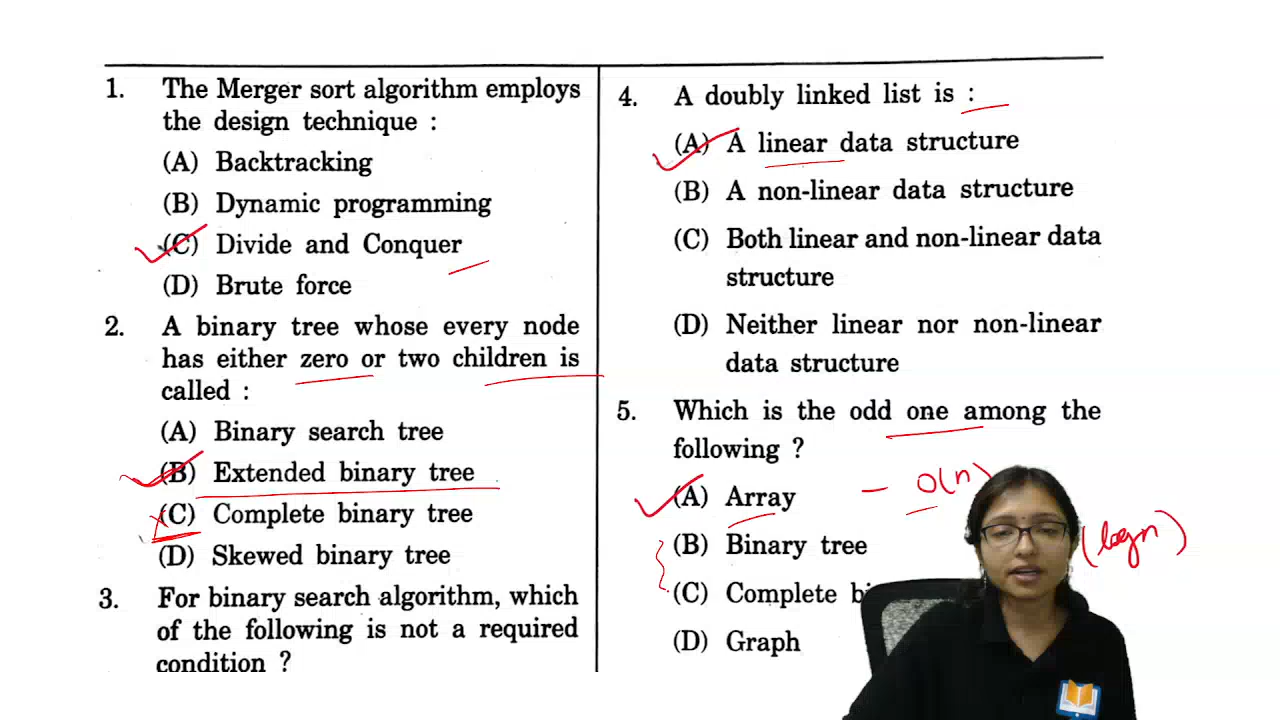 1. The Merger sort algorithm employs
the design technique :
(A) Backtracking
(B) Dynamic programming
(C) Divide and Conquer
(D) Brute force
2. A binary tree whose every node
has either zero or two children is
called :
(A) Binary search tree
(B) Extended binary tree
(C) Complete binary tree
(D) Skewed binary tree
3. For binary search algorithm, which
of the following is not a required
condition ?
4. A doubly linked list is :
(A) A linear data structure
(B) A non-linear data structure
(C) Both linear and non-linear data
structure
(D) Neither linear nor non-linear
data structure
5. Which is the odd one among the
following ?
(A) Array - O(n)
(B) Binary tree (logn)
(C) Complete
(D) Graph